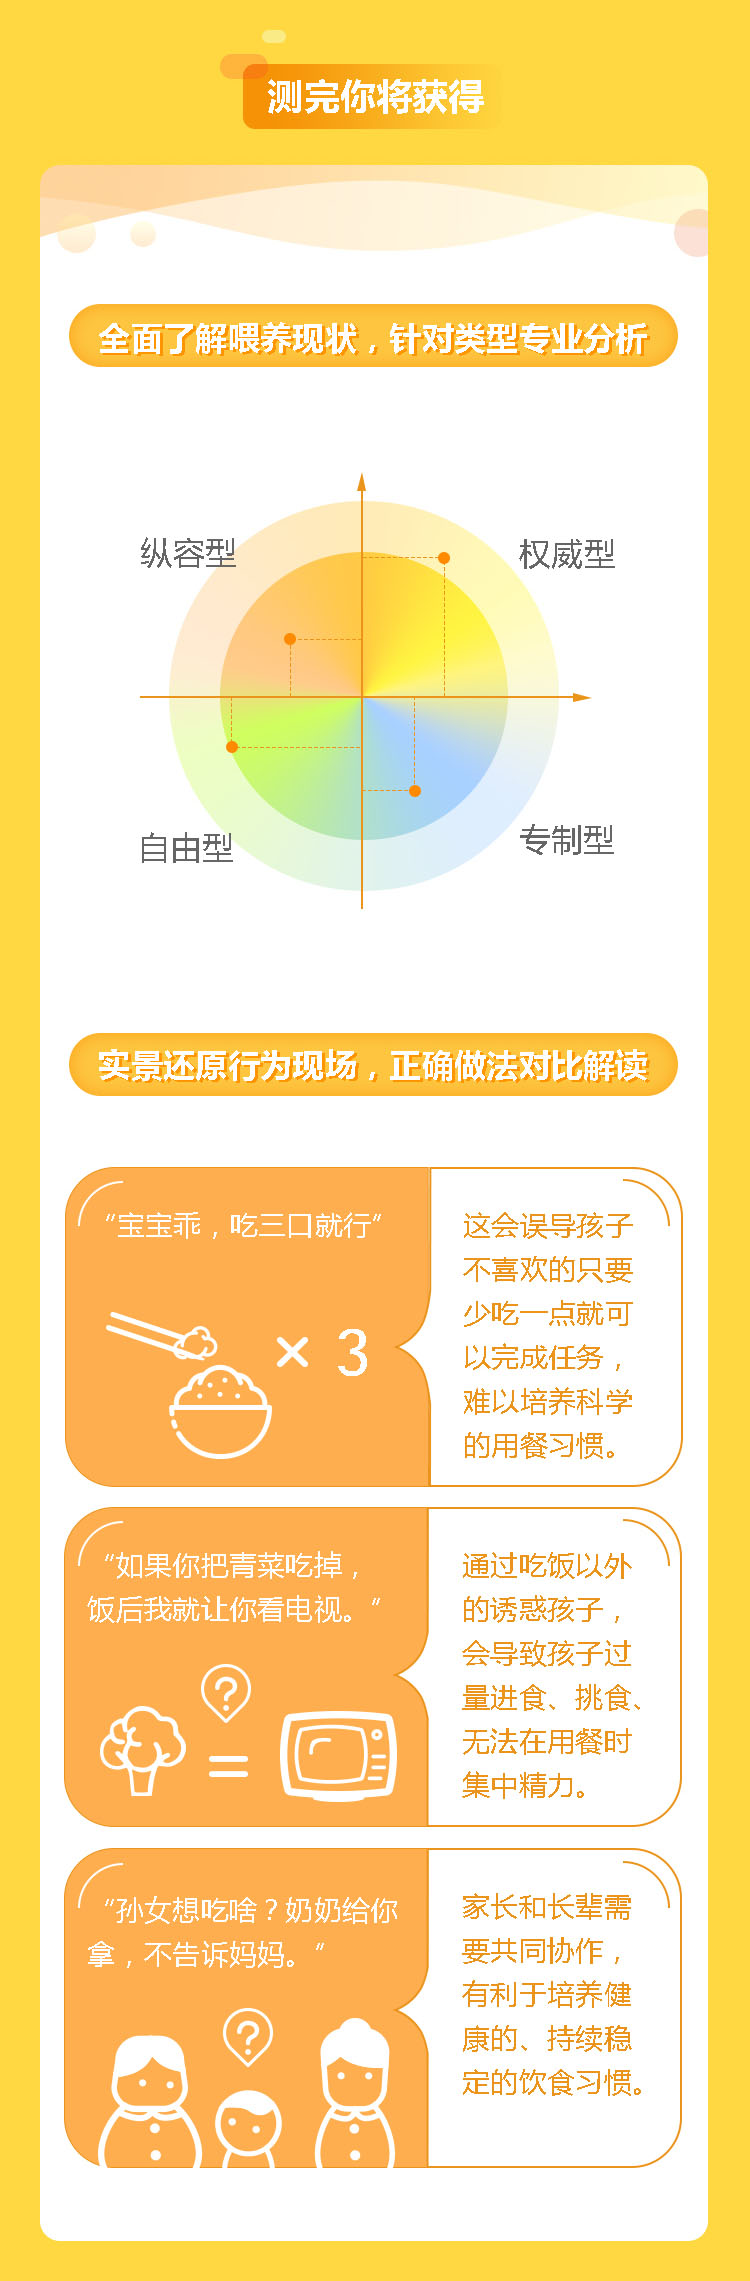 测完你将获得
全面了解喂养现状，针对类型专业分析
纵容型
权威型
自由型
专制型
实景还原行为现场，正确做法对比解读
“宝宝乖，吃三口就行”
× 3
这会误导孩子
不喜欢的只要
少吃一点就可
以完成任务，
难以培养科学
的用餐习惯。
“如果你把青菜吃掉，
饭后我就让你看电视。”
?
=
通过吃饭以外
的诱惑孩子，
会导致孩子过
量进食、挑食、
无法在用餐时
集中精力。
“孙女想吃啥？奶奶给你
拿，不告诉妈妈。”
?
家长和长辈需
要共同协作，
有利于培养健
康的、持续稳
定的饮食习惯。